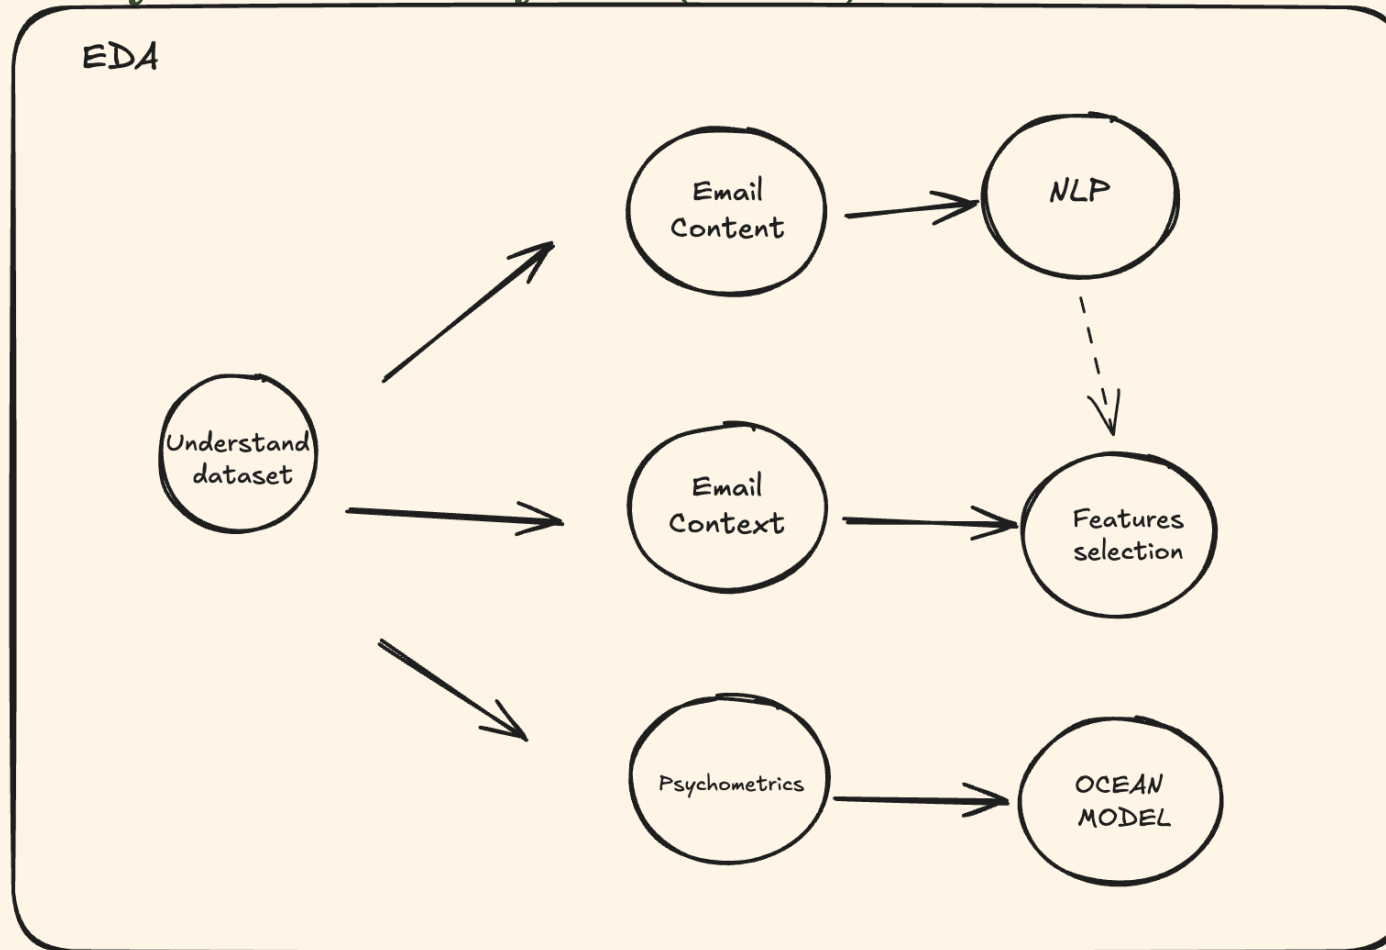 EDA
Email
Content
NLP
Understand
dataset
Email
Context
Features
selection
Psychometrics
OCEAN
MODEL